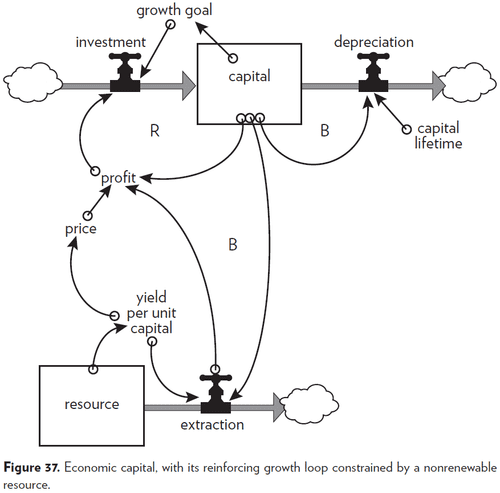 growth goal
investment
depreciation
capital
R
B
capital
lifetime
profit
price
B
yield
per unit
capital
resource
extraction
Figure 37. Economic capital, with its reinforcing growth loop constrained by a nonrenewable
resource.